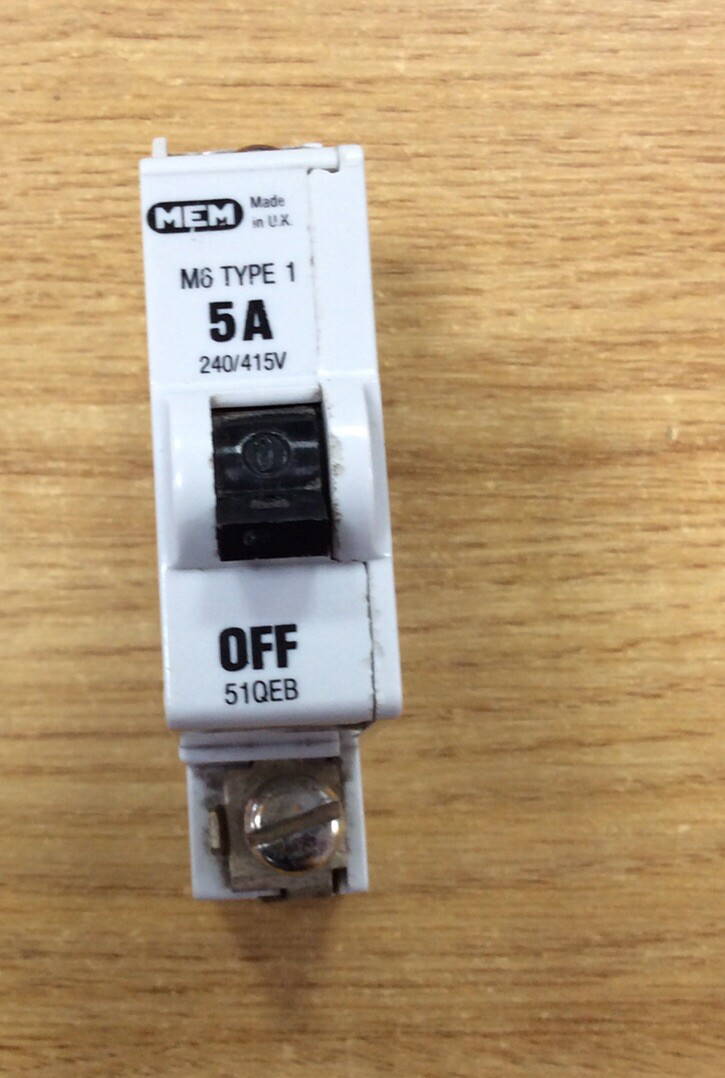 MEM
Made
in U.K.
M6 TYPE 1
5A
240/415V
OFF
51QEB